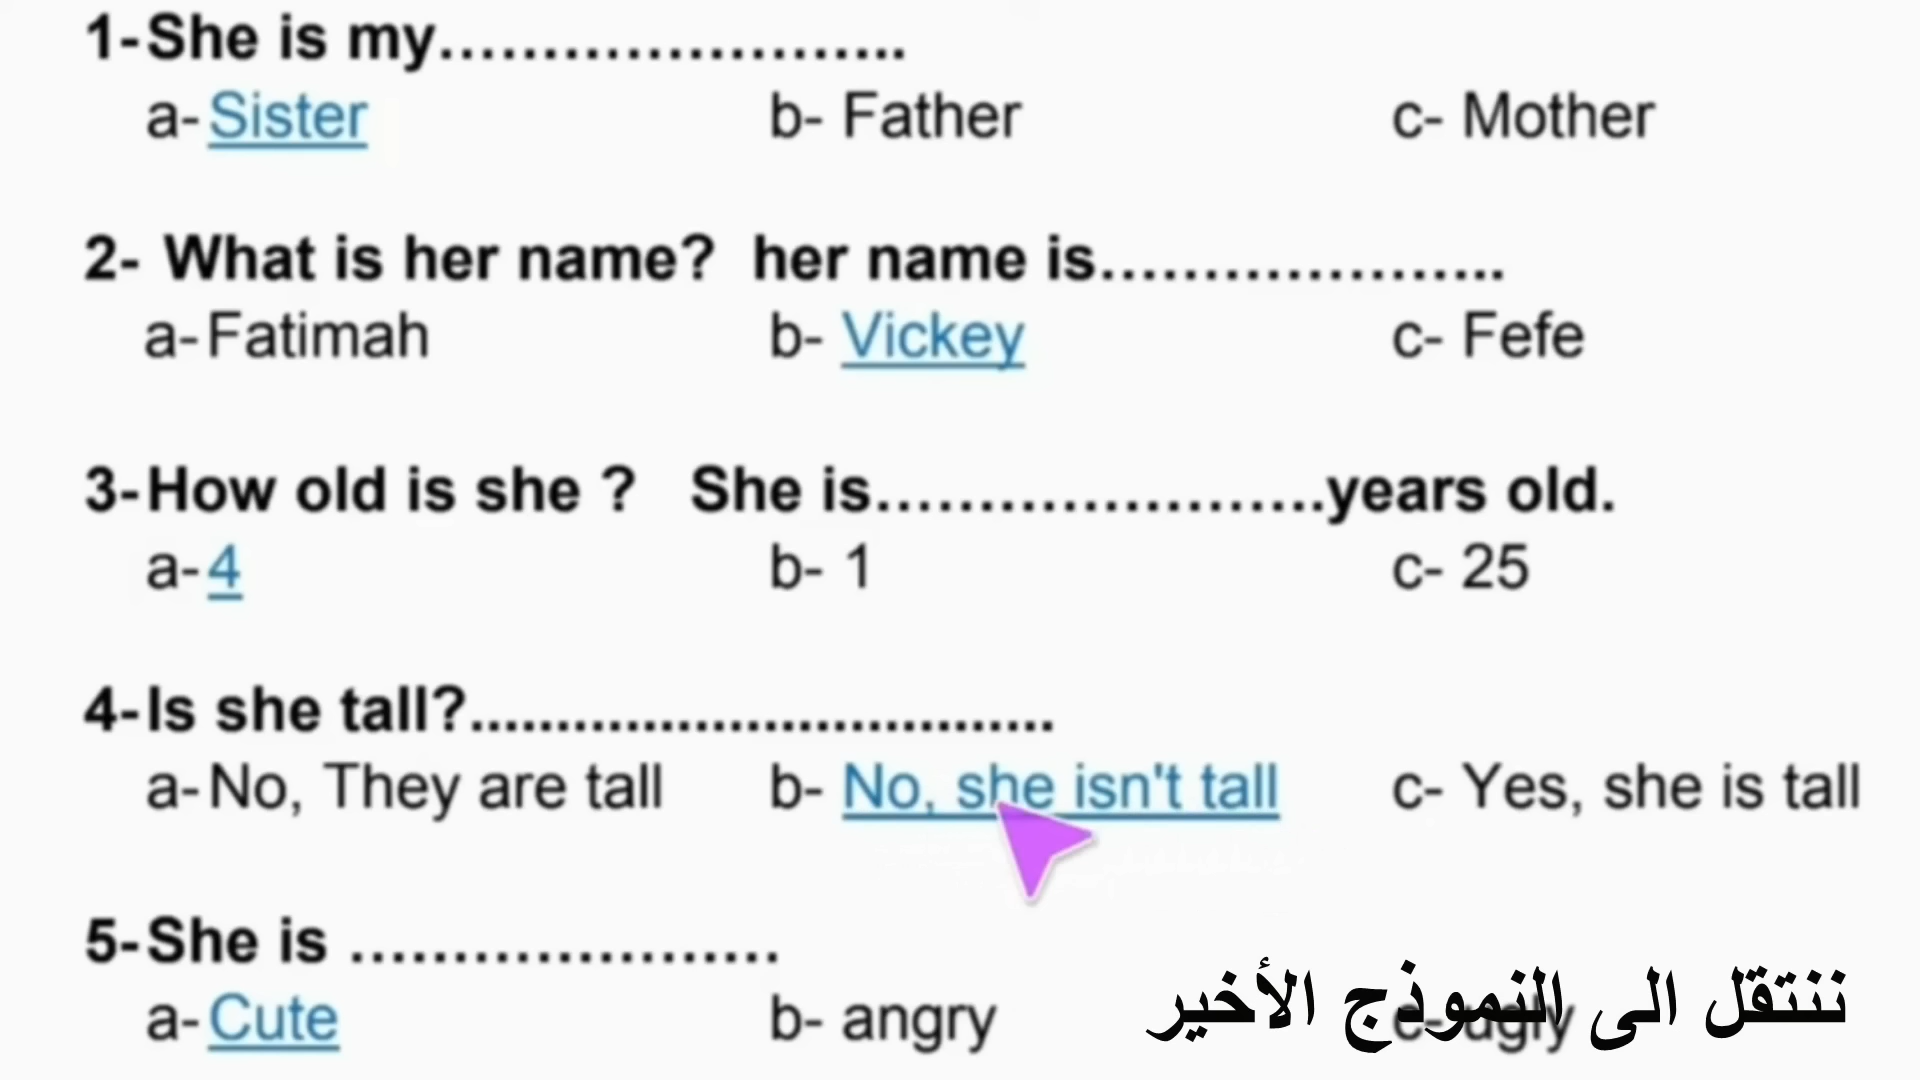 1-She is my.........................
a- Sister b- Father c- Mother
2- What is her name? her name is....................
a- Fatimah b- Vickey c- Fefe
3-How old is she ? She is........................years old.
a- 4 b- 1 c- 25
4-Is she tall?..................................
a- No, They are tall b- No, she isn't tall c- Yes, she is tall
5-She is .......................
a- Cute b- angry c- ugly
ننتقل الى النموذج الأخير